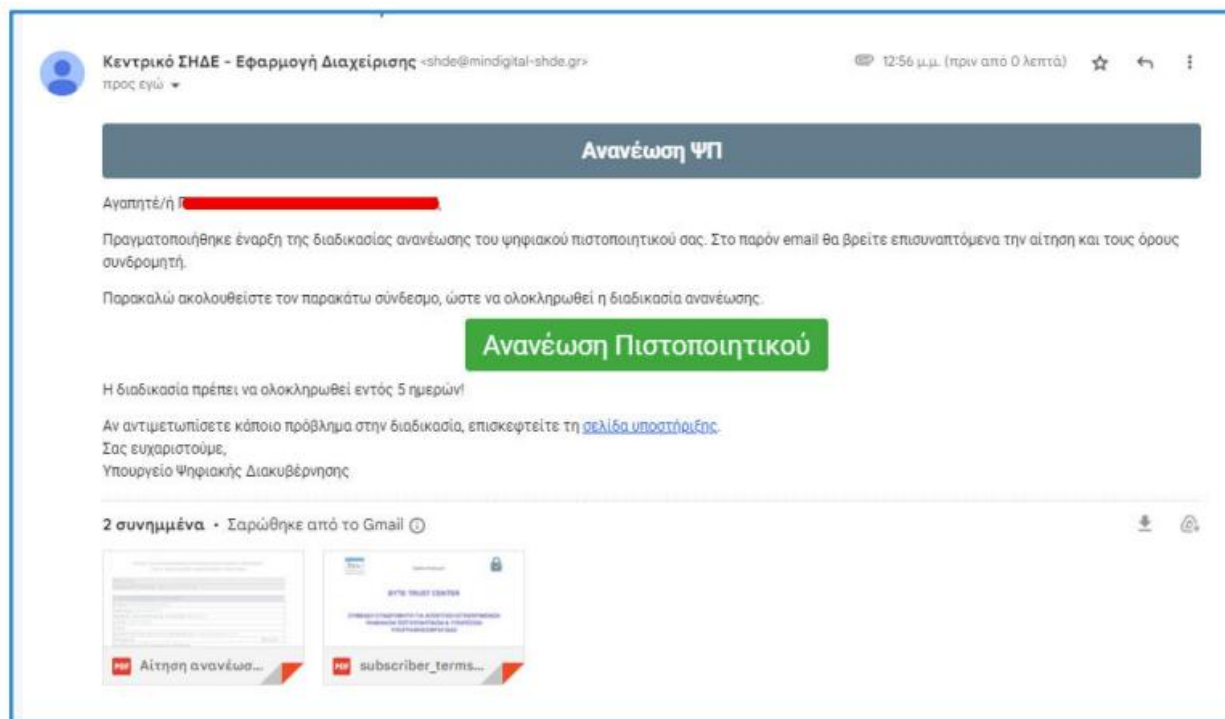 Κεντρικό ΣΗΔΕ - Εφαρμογή Διαχείρισης <shde@mindigital-shde.gr>
12:56 μ.μ. (πριν από 0 λεπτά)
προς εγώ
Ανανέωση ΨΠ
Αγαπητέ/ή
Πραγματοποιήθηκε έναρξη της διαδικασίας ανανέωσης του ψηφιακού πιστοποιητικού σας. Στο παρόν email θα βρείτε επισυναπτόμενα την αίτηση και τους όρους
συνδρομητή.
Παρακαλώ ακολουθείστε τον παρακάτω σύνδεσμο, ώστε να ολοκληρωθεί η διαδικασία ανανέωσης.
Ανανέωση Πιστοποιητικού
Η διαδικασία πρέπει να ολοκληρωθεί εντός 5 ημερών!
Αν αντιμετωπίσετε κάποιο πρόβλημα στην διαδικασία, επισκεφτείτε τη σελίδα υποστήριξης.
Σας ευχαριστούμε,
Υπουργείο Ψηφιακής Διακυβέρνησης
2 συνημμένα • Σαρώθηκε από το Gmail
BYTE TRUST CENTER
PDF Αίτηση ανανέωσ...
PDF subscriber_terms...